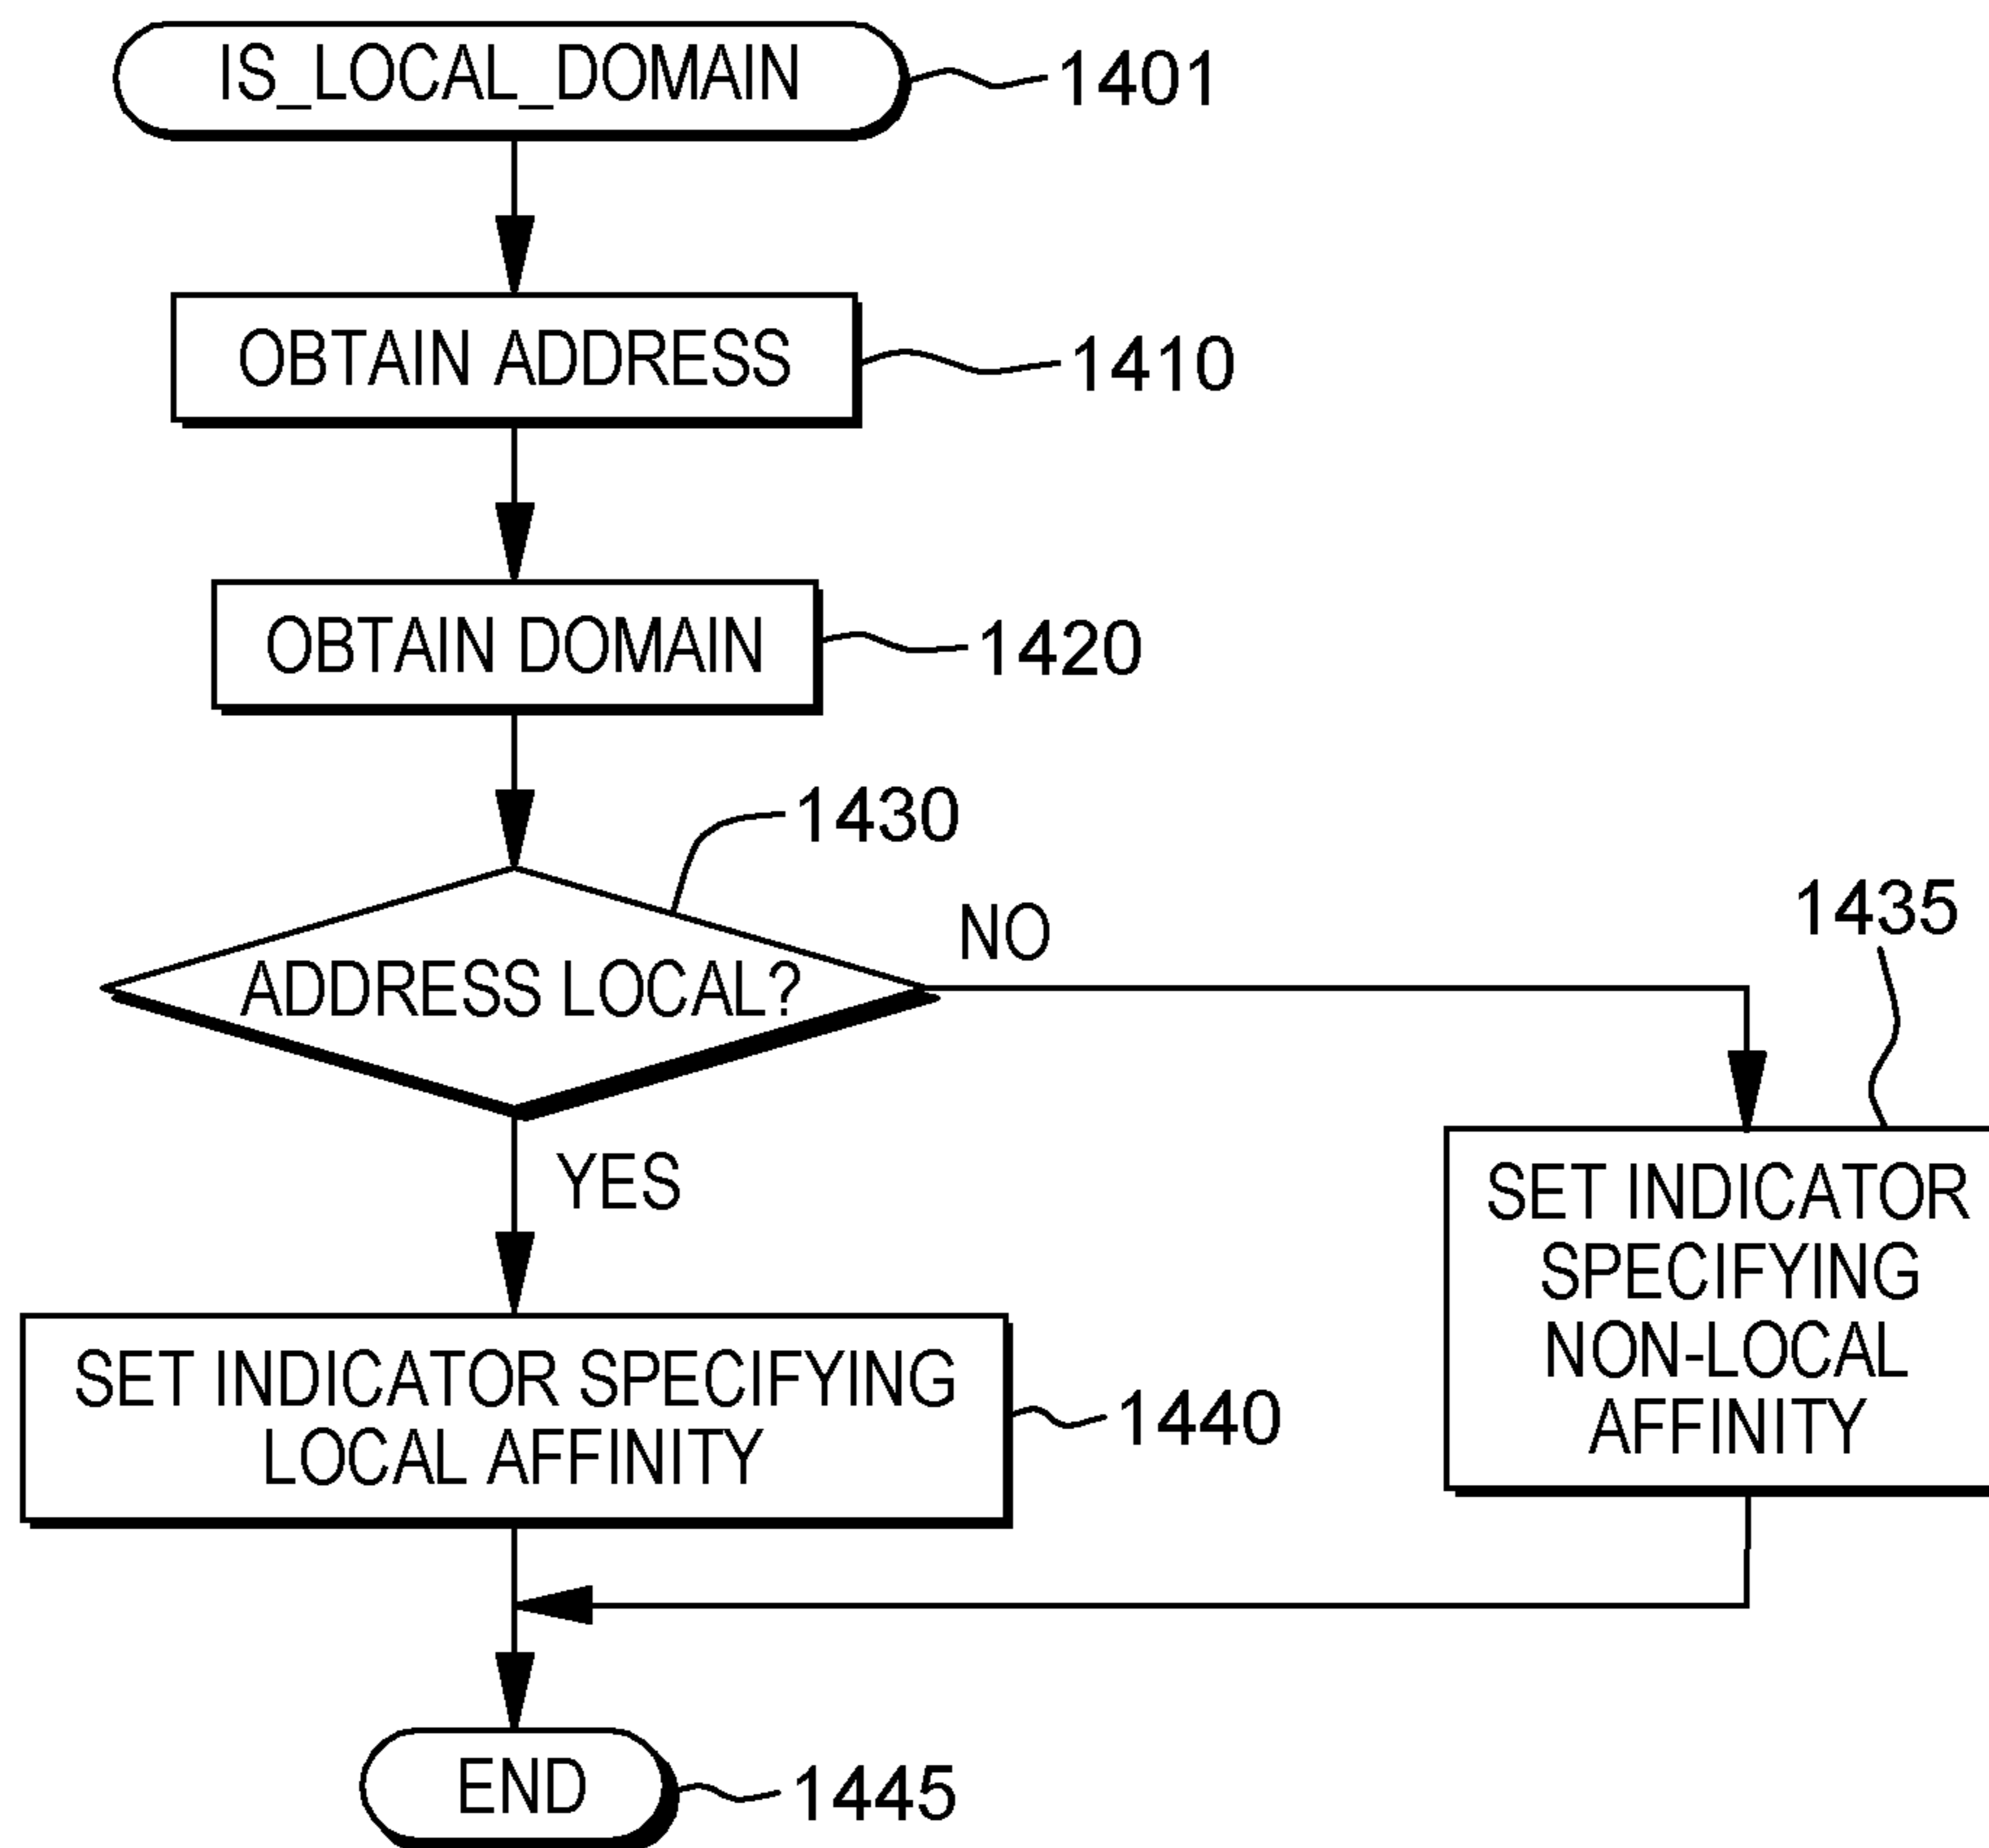 IS_LOCAL_DOMAIN
1401
OBTAIN ADDRESS
1410
OBTAIN DOMAIN
1420
1430
ADDRESS LOCAL?
NO
1435
YES
SET INDICATOR
SPECIFYING
NON-LOCAL
AFFINITY
SET INDICATOR SPECIFYING
LOCAL AFFINITY
1440
END
1445